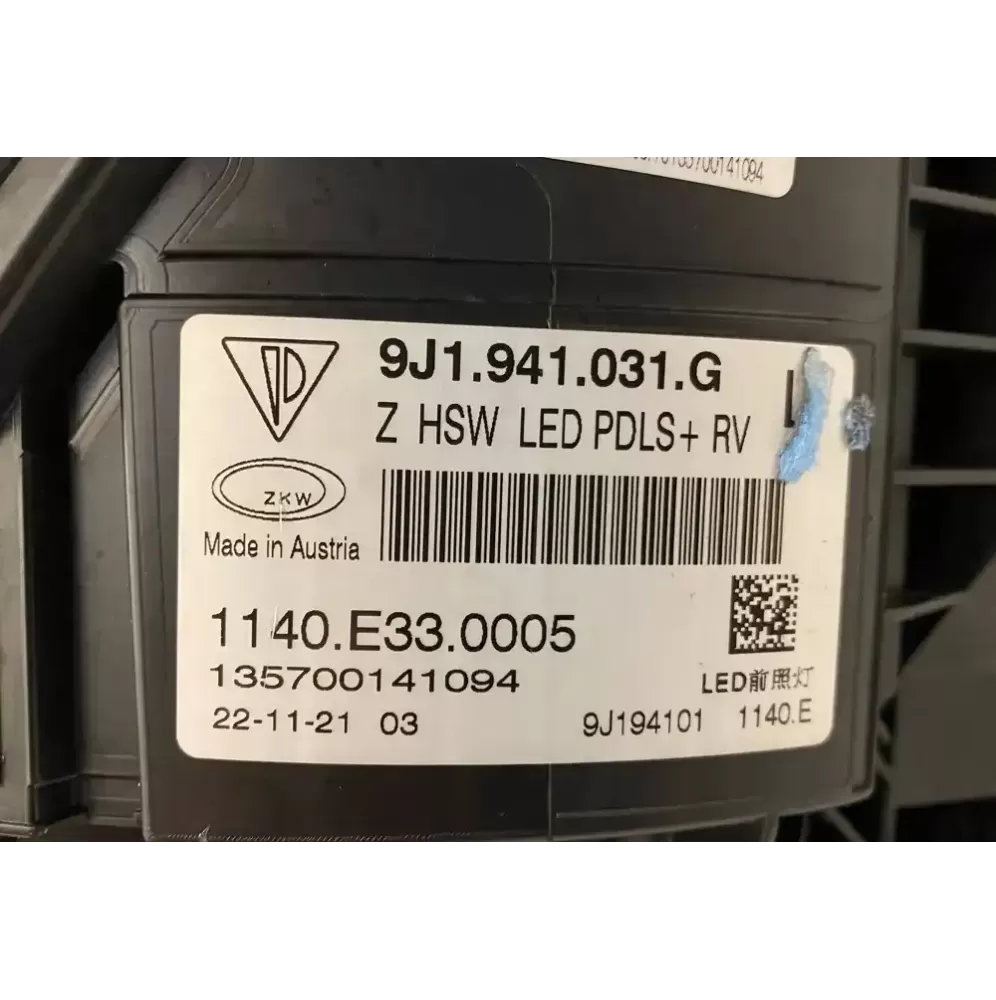 00141094
9J1.941.031.G
Z HSW LED PDLS+ RV
ZKW
Made in Austria
1140.E33.0005
135700141094
LED前照灯
22-11-21 03
9J194101 1140.E